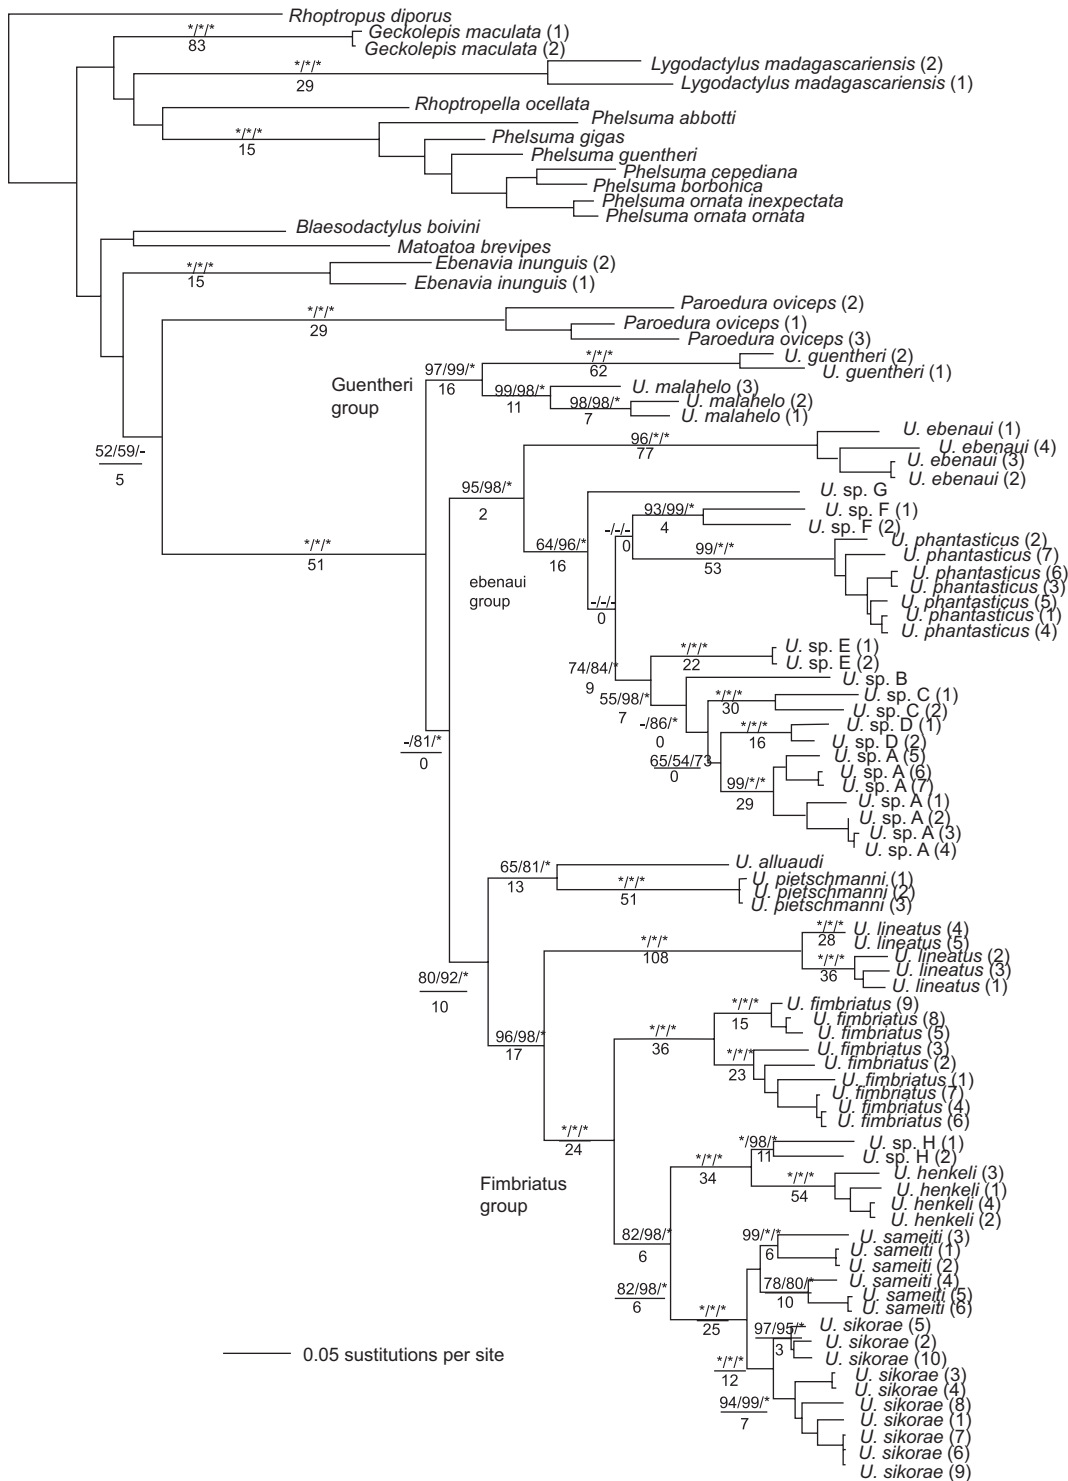 Rhoptropus diporus
*/*/*
83
Geckolepis maculata (1)
Geckolepis maculata (2)
*/*/*
29
Lygodactylus madagascariensis (2)
Lygodactylus madagascariensis (1)
Rhoptropella ocellata
*/*/*
15
Phelsuma abbotti
Phelsuma gigas
Phelsuma guentheri
Phelsuma cepediana
Phelsuma borbonica
Phelsuma ornata inexpectata
Phelsuma ornata ornata
Blaesodactylus boivini
Matoatoa brevipes
*/*/*
15
Ebenavia inunguis (2)
Ebenavia inunguis (1)
*/*/*
29
Paroedura oviceps (2)
Paroedura oviceps (1)
Paroedura oviceps (3)
Guentheri
group
97/99/*
16
*/*/*
62
U. guentheri (2)
U. guentheri (1)
99/98/*
11
98/98/*
7
U. malahelo (3)
U. malahelo (2)
U. malahelo (1)
52/59/-
5
*/*/*
51
95/98/*
2
96/*/*
77
U. ebenaui (1)
U. ebenaui (4)
U. ebenaui (3)
U. ebenaui (2)
ebenaui
group
64/96/*
16
U. sp. G
-/-/-
0
93/99/*
4
U. sp. F (1)
U. sp. F (2)
99/*/*
53
U. phantasticus (2)
U. phantasticus (7)
U. phantasticus (6)
U. phantasticus (3)
U. phantasticus (5)
U. phantasticus (1)
U. phantasticus (4)
-/-/-
0
74/84/*
9
*/*/*
22
U. sp. E (1)
U. sp. E (2)
55/98/*
7
U. sp. B
-/86/*
0
*/*/*
30
U. sp. C (1)
U. sp. C (2)
65/54/73
0
*/*/*
16
U. sp. D (1)
U. sp. D (2)
99/*/*
29
U. sp. A (5)
U. sp. A (6)
U. sp. A (7)
U. sp. A (1)
U. sp. A (2)
U. sp. A (3)
U. sp. A (4)
-/81/*
0
65/81/*
13
U. alluaudi
*/*/*
51
U. pietschmanni (1)
U. pietschmanni (2)
U. pietschmanni (3)
80/92/*
10
*/*/*
108
*/*/*
28
U. lineatus (4)
U. lineatus (5)
*/*/*
36
U. lineatus (2)
U. lineatus (3)
U. lineatus (1)
96/98/*
17
*/*/*
36
*/*/*
15
U. fimbriatus (9)
U. fimbriatus (8)
U. fimbriatus (5)
*/*/*
23
U. fimbriatus (3)
U. fimbriatus (2)
U. fimbriatus (1)
U. fimbriatus (7)
U. fimbriatus (4)
U. fimbriatus (6)
*/*/*
24
Fimbriatus
group
*/*/*
34
*/98/*
11
U. sp. H (1)
U. sp. H (2)
*/*/*
54
U. henkeli (3)
U. henkeli (1)
U. henkeli (4)
U. henkeli (2)
82/98/*
6
82/98/*
6
*/*/*
25
99/*/*
6
U. sameiti (3)
U. sameiti (1)
U. sameiti (2)
78/80/*
10
U. sameiti (4)
U. sameiti (5)
U. sameiti (6)
97/95/*
3
U. sikorae (5)
U. sikorae (2)
U. sikorae (10)
*/*/*
12
94/99/*
7
U. sikorae (3)
U. sikorae (4)
U. sikorae (8)
U. sikorae (1)
U. sikorae (7)
U. sikorae (6)
U. sikorae (9)
0.05 sustitutions per site